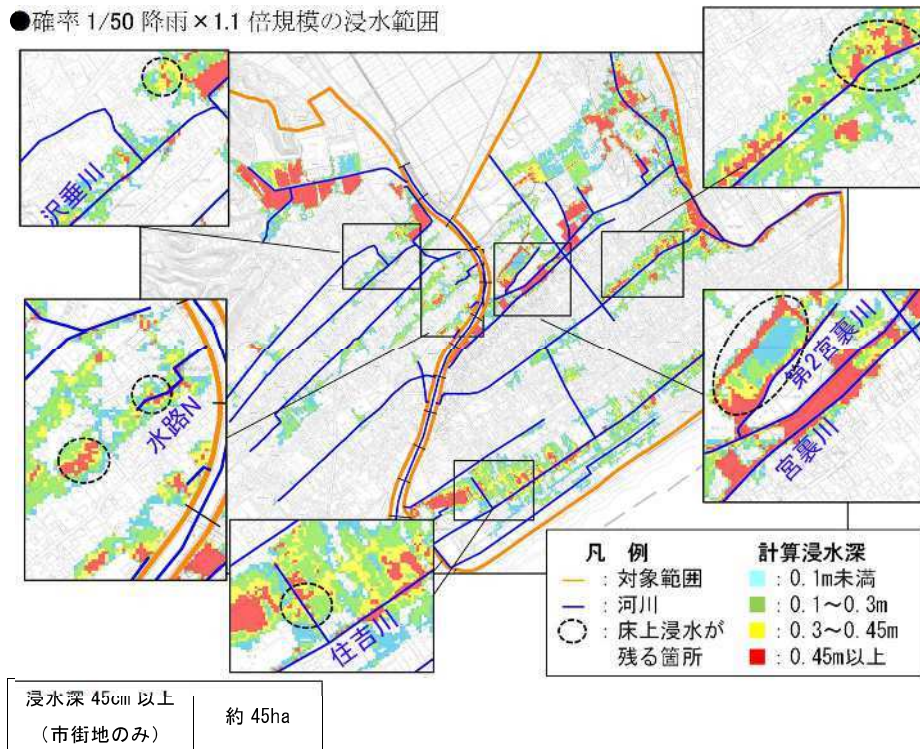 ●確率 1/50 降雨×1.1 倍規模の浸水範囲
沢垂川
水路N
住吉川
第2宮裏川
宮裏川
凡 例
：対象範囲
：河川
：床上浸水が
残る箇所
計算浸水深
：0.1m未満
：0.1～0.3m
：0.3～0.45m
：0.45m以上
浸水深 45cm 以上
（市街地のみ）
約 45ha